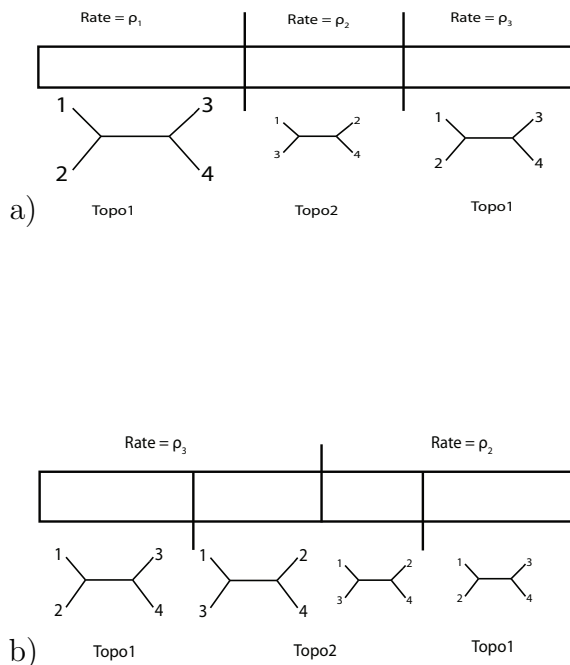 Rate = ρ₁ Rate = ρ₂ Rate = ρ₃
1 3 1 2 1 3
2 4 3 4 2 4
a)
Topo1 Topo2 Topo1
Rate = ρ₃ Rate = ρ₂
1 3 1 2 1 2 1 3
2 4 3 4 3 4 2 4
b)
Topo1 Topo2 Topo1